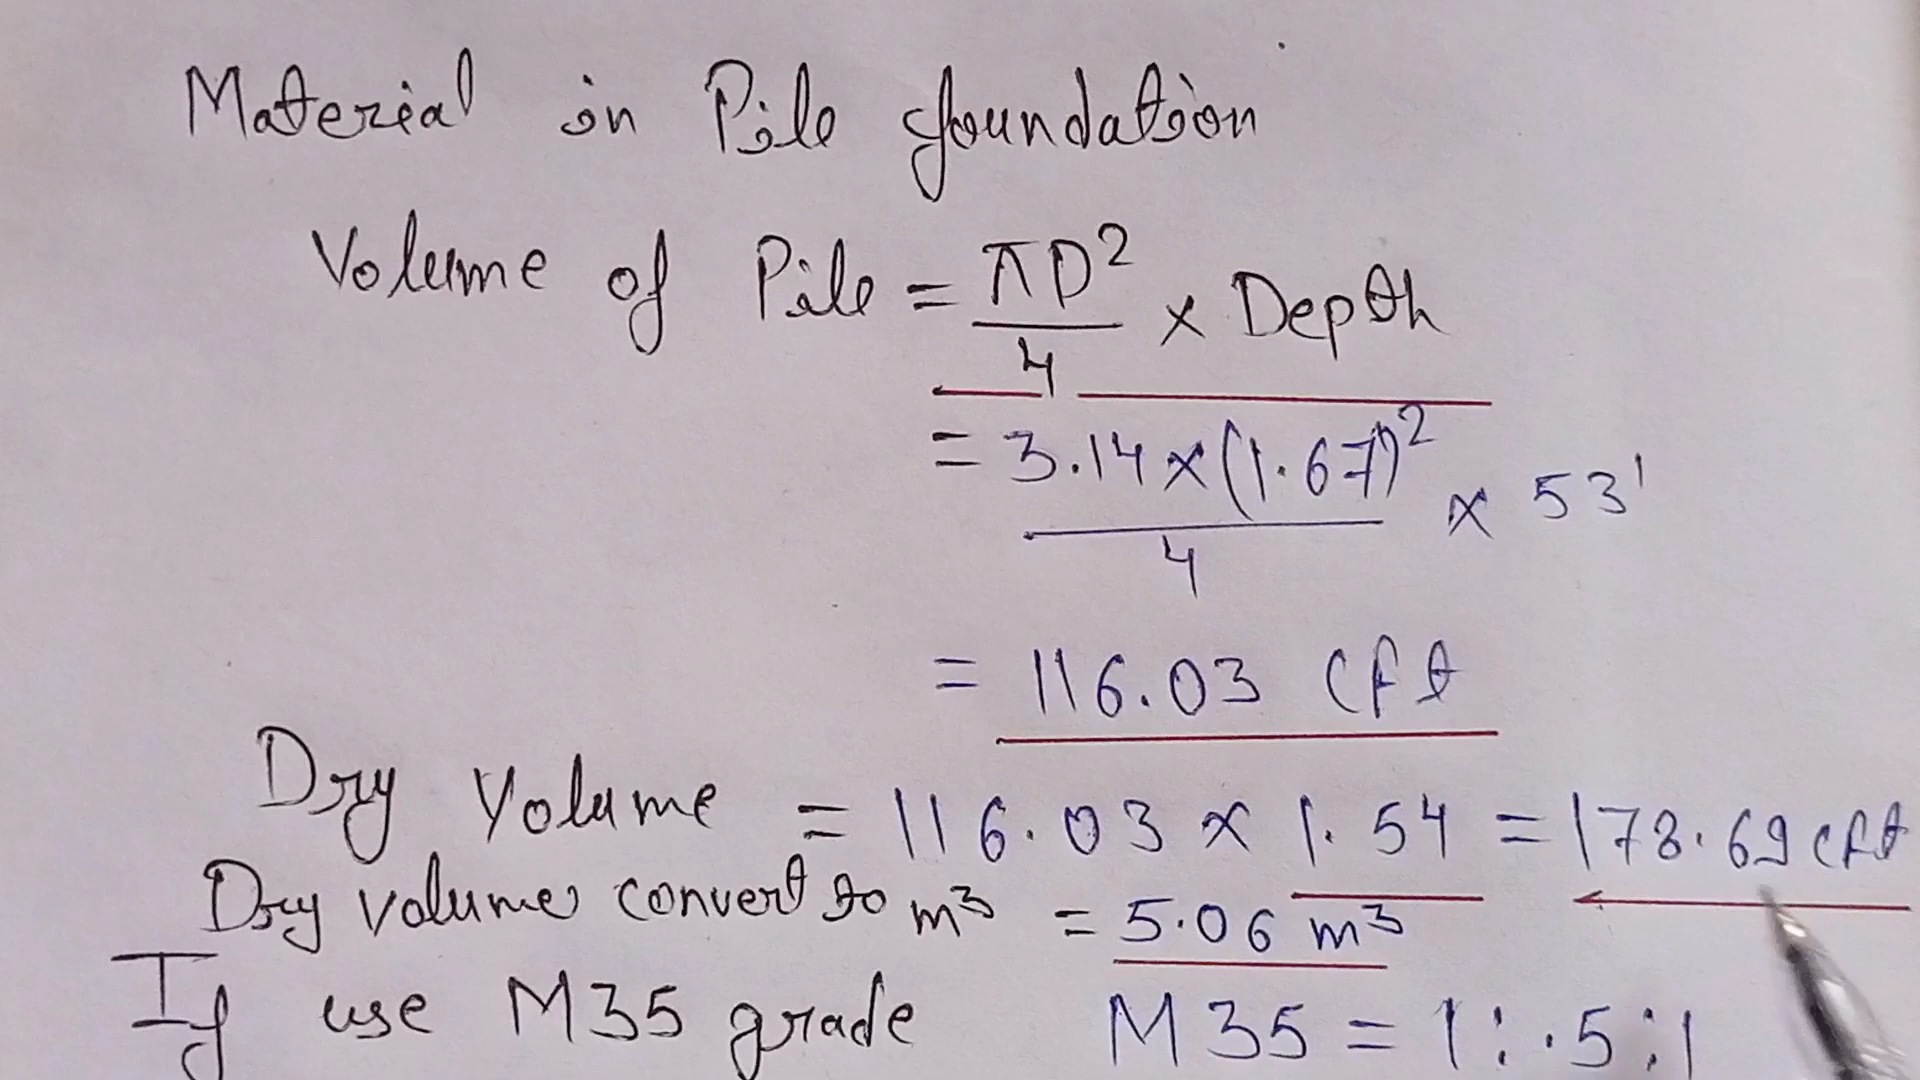 Material in Pile foundation
Volume of Pile = πD²/4 × Depth
= 3.14×(1.67)²/4 × 53'
= 116.03 cft
Dry Volume = 116.03 × 1.54 = 178.69 cft
Dry volume convert to m³ = 5.06 m³
If use M35 grade M35 = 1:.5:1